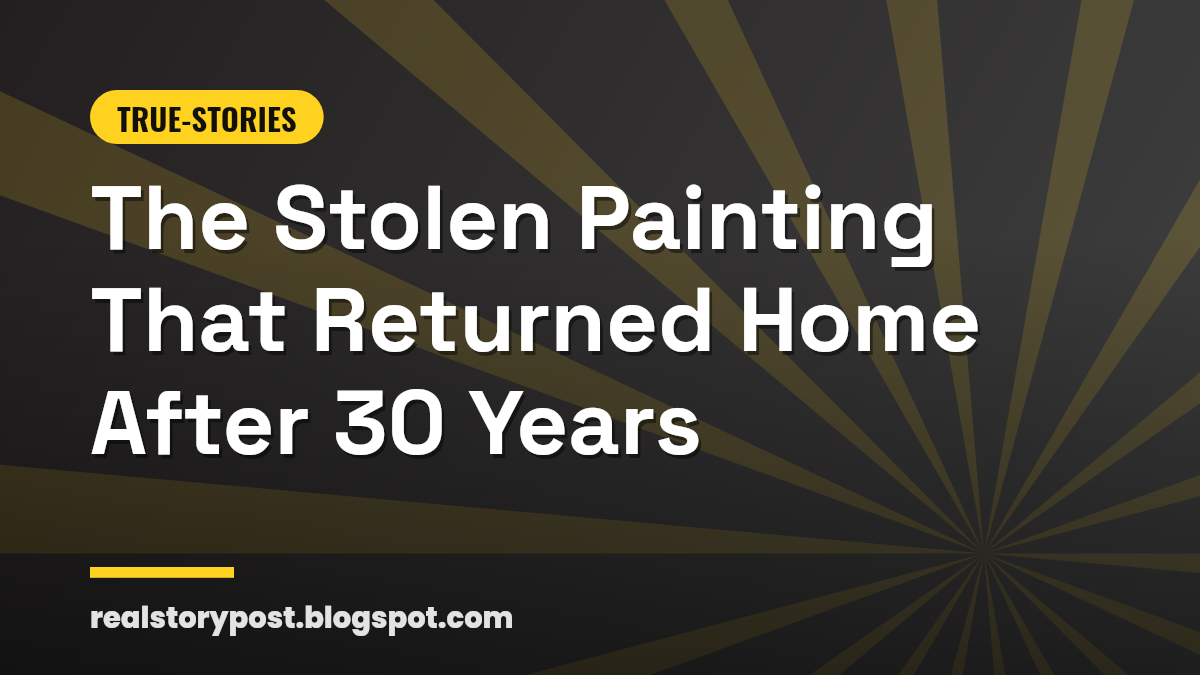 TRUE-STORIES
The Stolen Painting
That Returned Home
After 30 Years
realstorypost.blogspot.com